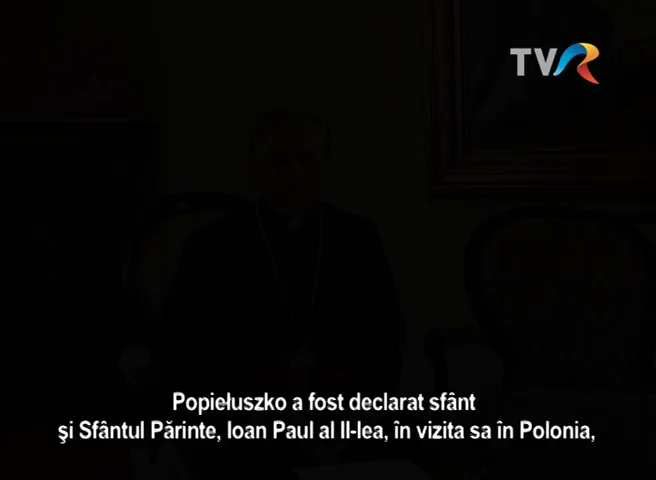 TVR
Popiełuszko a fost declarat sfânt
şi Sfântul Părinte, Ioan Paul al II-lea, în vizita sa în Polonia,